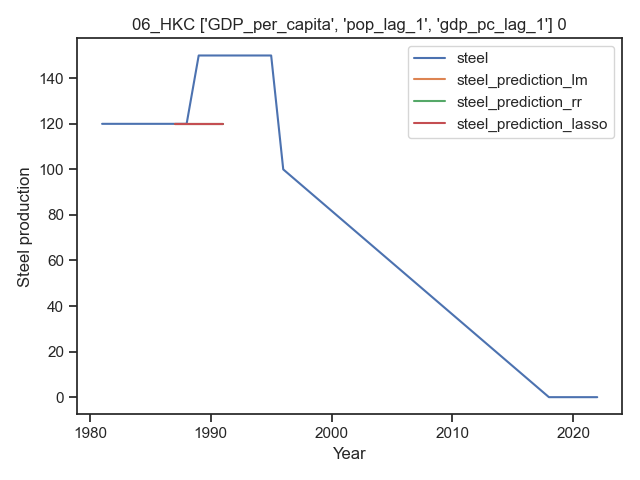 06_HKC ['GDP_per_capita', 'pop_lag_1', 'gdp_pc_lag_1'] 0
steel
steel_prediction_lm
steel_prediction_rr
steel_prediction_lasso
Steel production
140
120
100
80
60
40
20
0
1980
1990
2000
2010
2020
Year